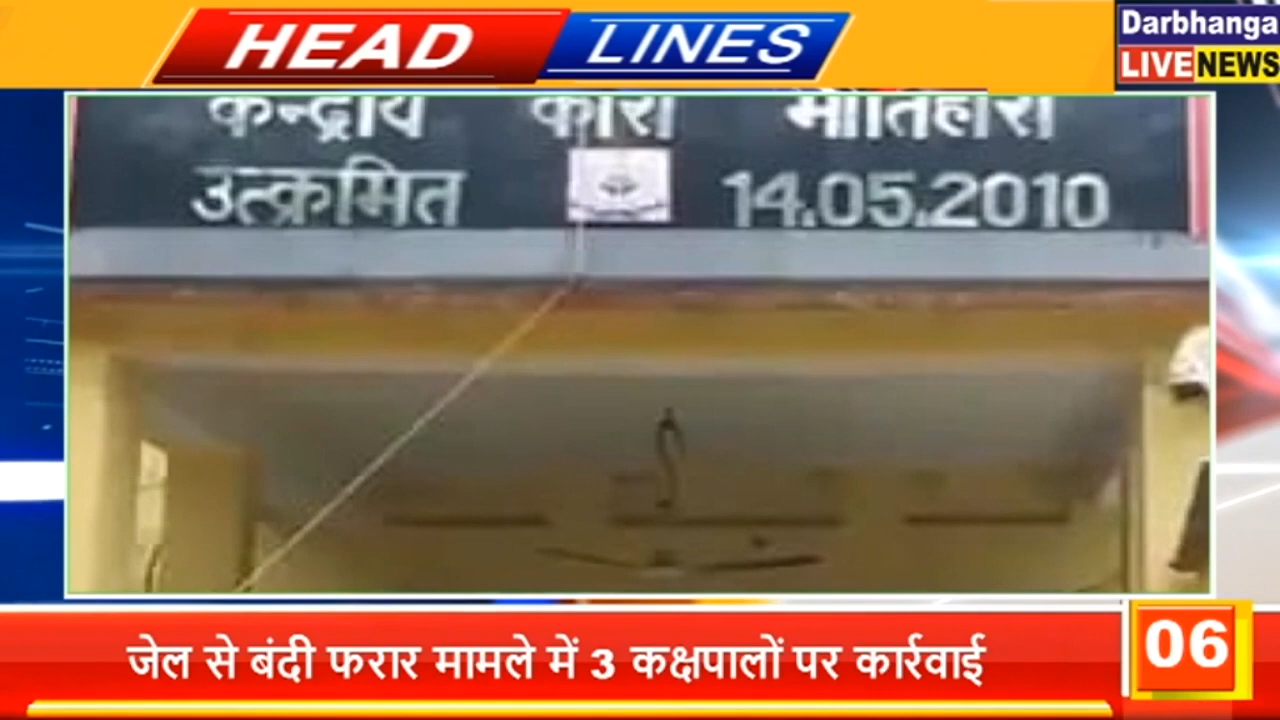 HEAD LINES
Darbhanga
LIVE NEWS
केन्द्रीय कारा मोतिहारी
उत्क्रमित 14.05.2010
जेल से बंदी फरार मामले में 3 कक्षपालों पर कार्रवाई
06